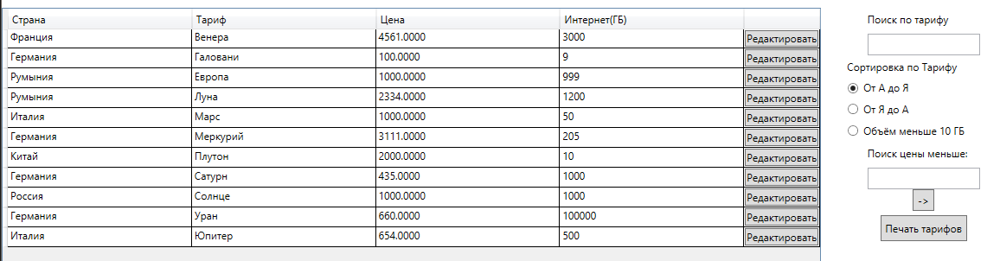 Страна Тариф Цена Интернет(ГБ)
Франция Венера 4561.0000 3000 Редактировать
Германия Галовани 100.0000 9 Редактировать
Румыния Европа 1000.0000 999 Редактировать
Румыния Луна 2334.0000 1200 Редактировать
Италия Марс 1000.0000 50 Редактировать
Германия Меркурий 3111.0000 205 Редактировать
Китай Плутон 2000.0000 10 Редактировать
Германия Сатурн 435.0000 1000 Редактировать
Россия Солнце 1000.0000 1000 Редактировать
Германия Уран 660.0000 100000 Редактировать
Италия Юпитер 654.0000 500 Редактировать
Поиск по тарифу
Сортировка по Тарифу
От А до Я
От Я до А
Объём меньше 10 ГБ
Поиск цены меньше:
->
Печать тарифов